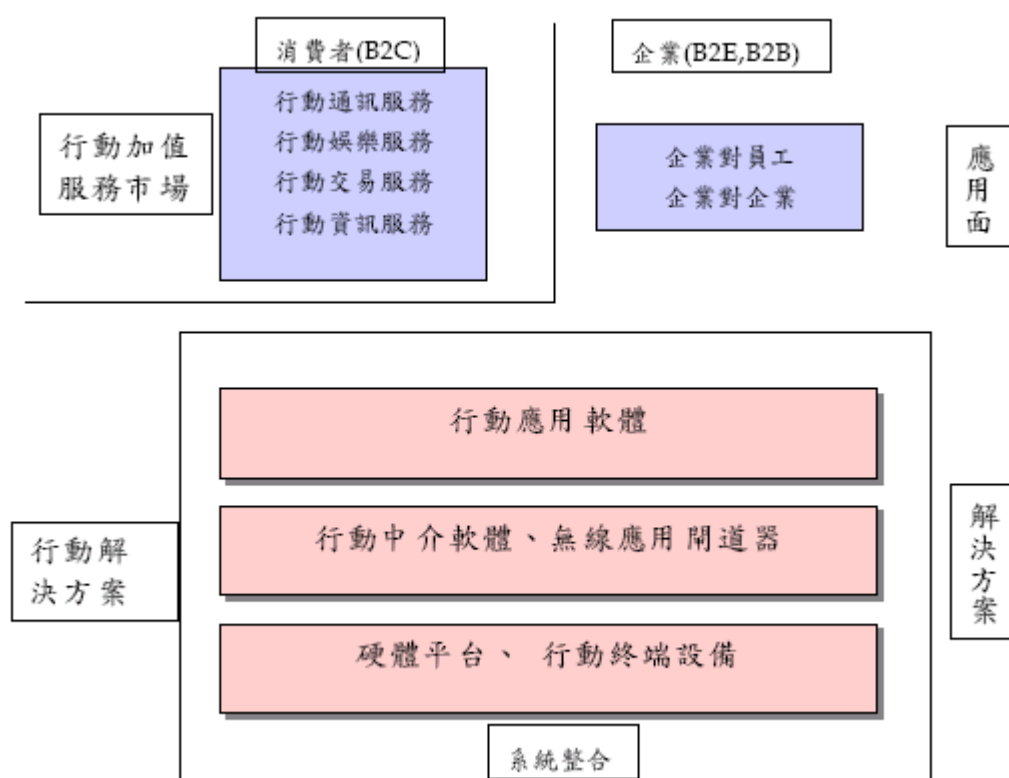 消費者(B2C)
企業(B2E,B2B)
行動加值
服務市場
行動通訊服務
行動娛樂服務
行動交易服務
行動資訊服務
企業對員工
企業對企業
應
用
面
行動應用軟體
行動中介軟體、無線應用閘道器
硬體平台、 行動終端設備
行動解
決方案
解
決
方
案
系統整合